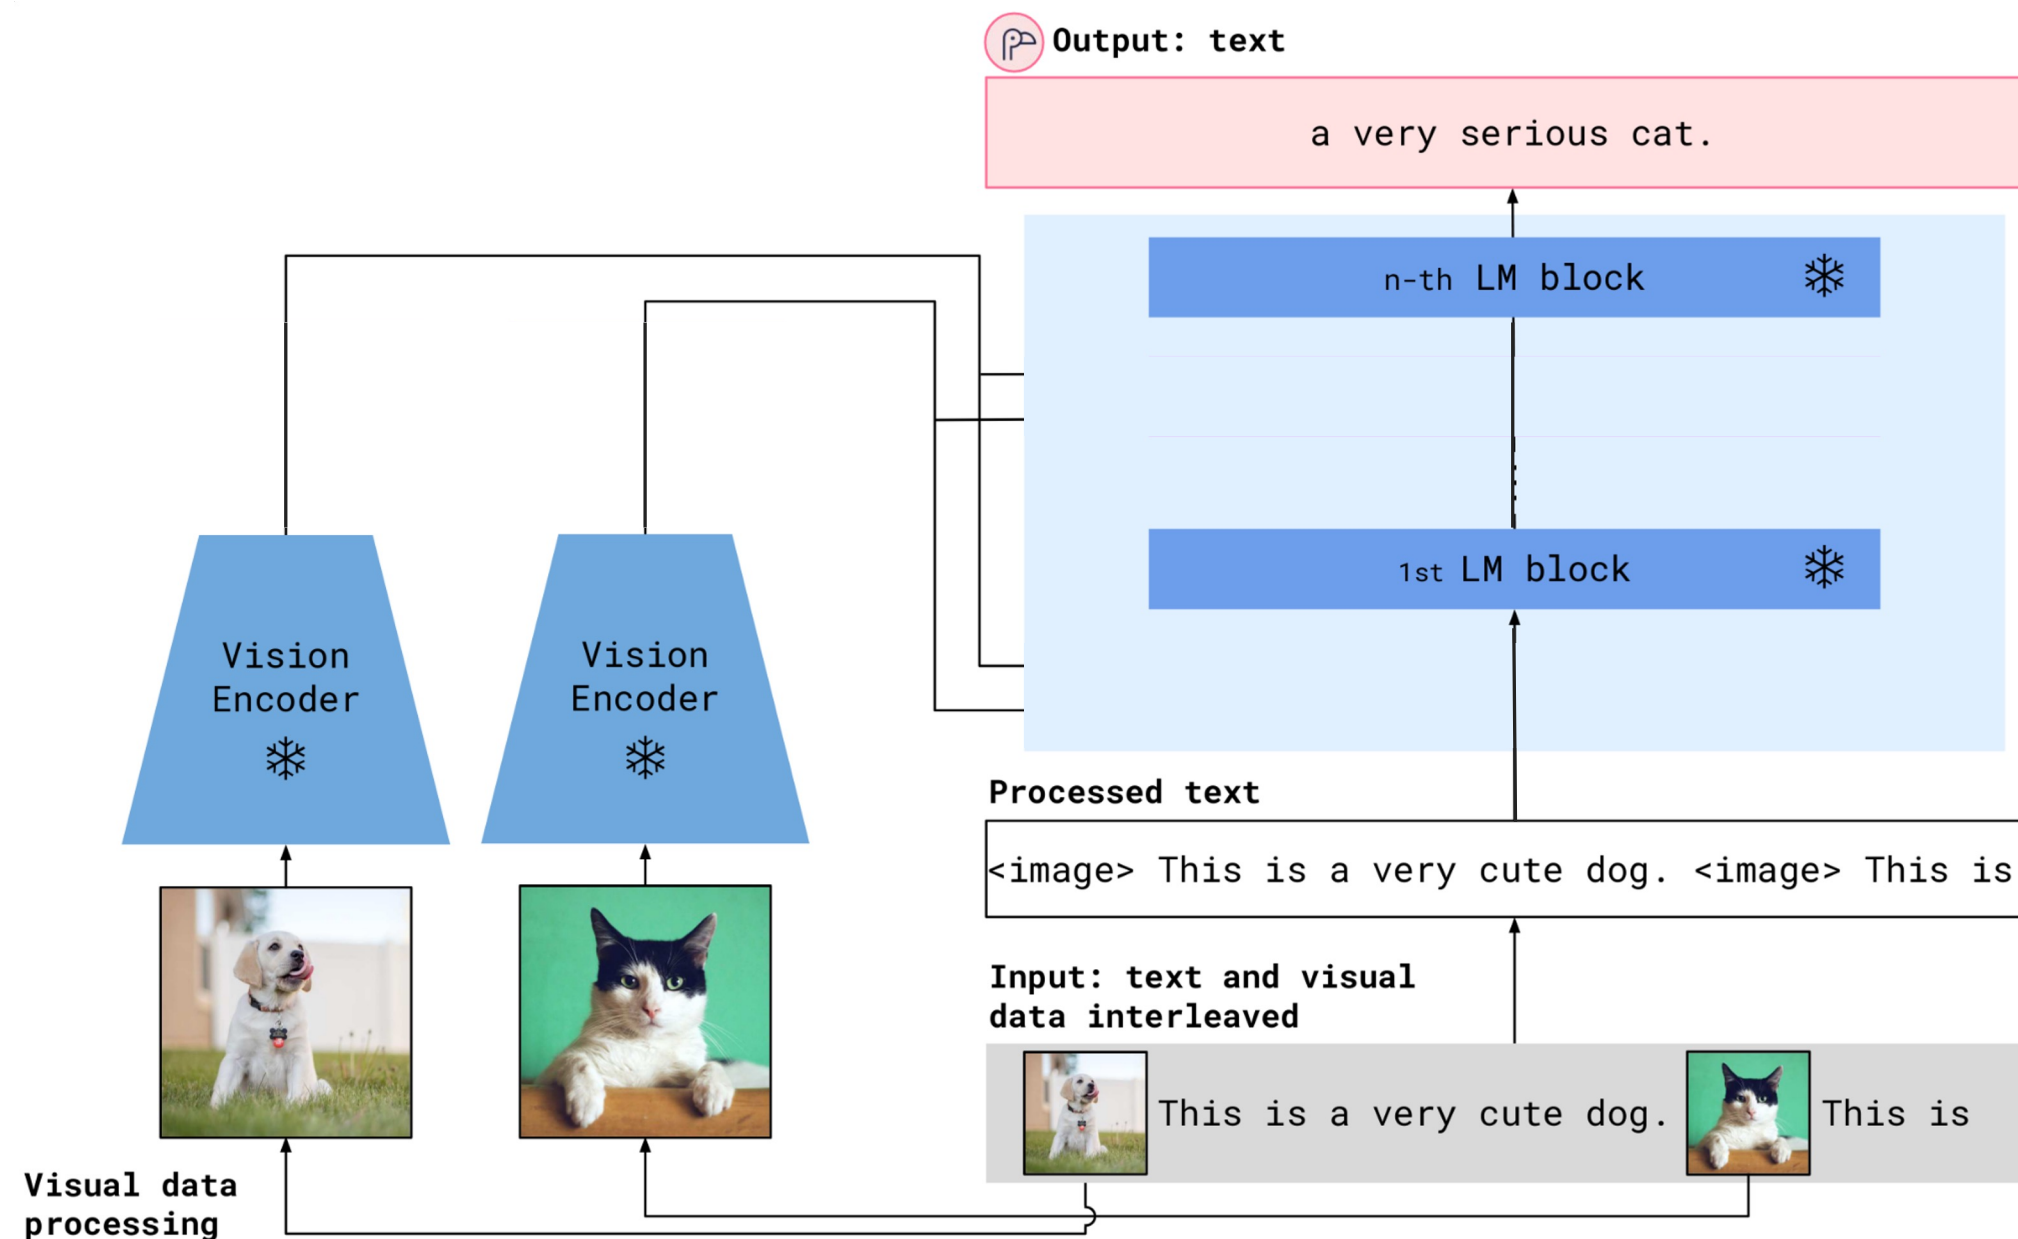 Output: text
a very serious cat.
n-th LM block
1st LM block
Vision
Encoder
Vision
Encoder
Processed text
<image> This is a very cute dog. <image> This is
Input: text and visual
data interleaved
This is a very cute dog. This is
Visual data
processing